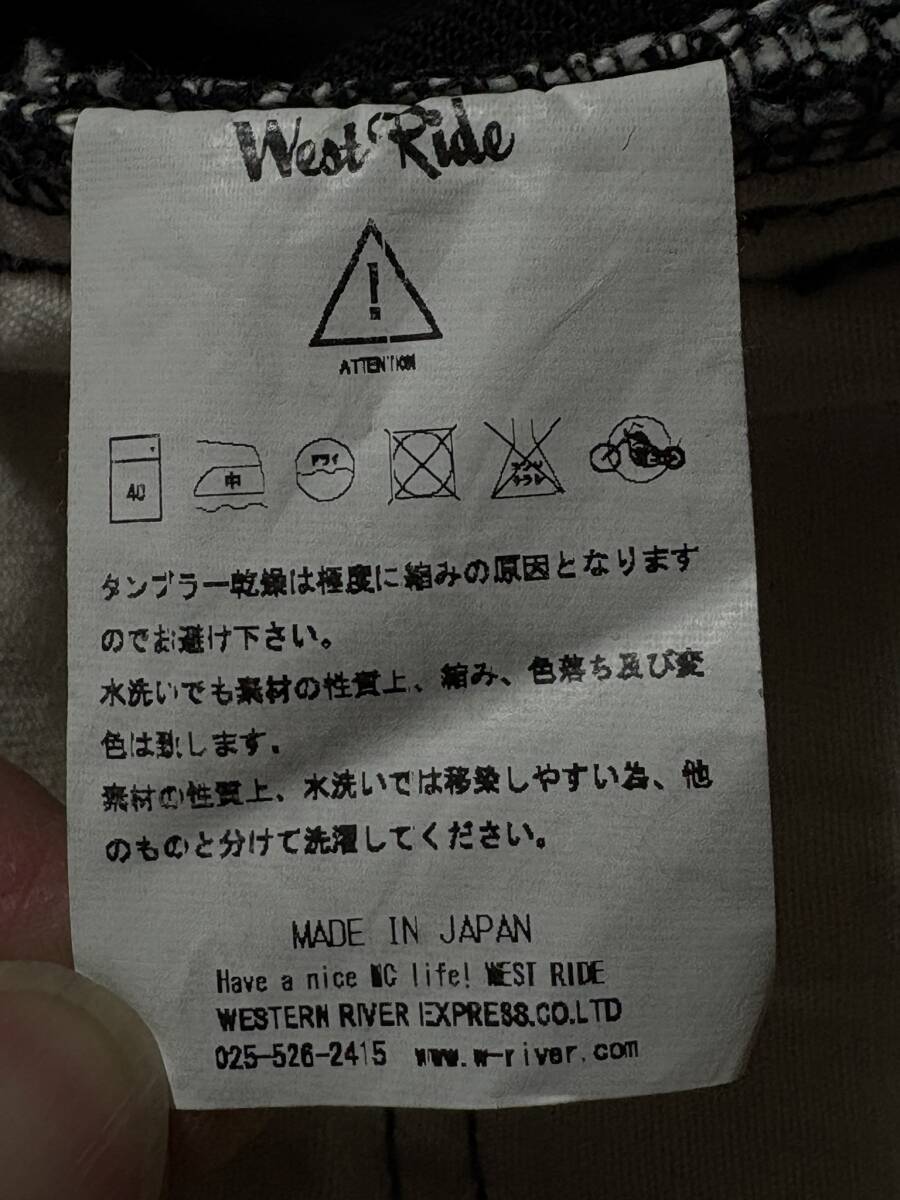 West Ride
!
ATTENTION
40
中
ドライ
エンソ
サラシ
タンブラー乾燥は極度に縮みの原因となります
のでお避け下さい。
水洗いでも素材の性質上、縮み、色落ち及び変
色は致します。
素材の性質上、水洗いでは移染しやすい為、他
のものと分けて洗濯してください。
MADE IN JAPAN
Have a nice MC life! WEST RIDE
WESTERN RIVER EXPRESS.CO.LTD
025-526-2415 www.w-river.com